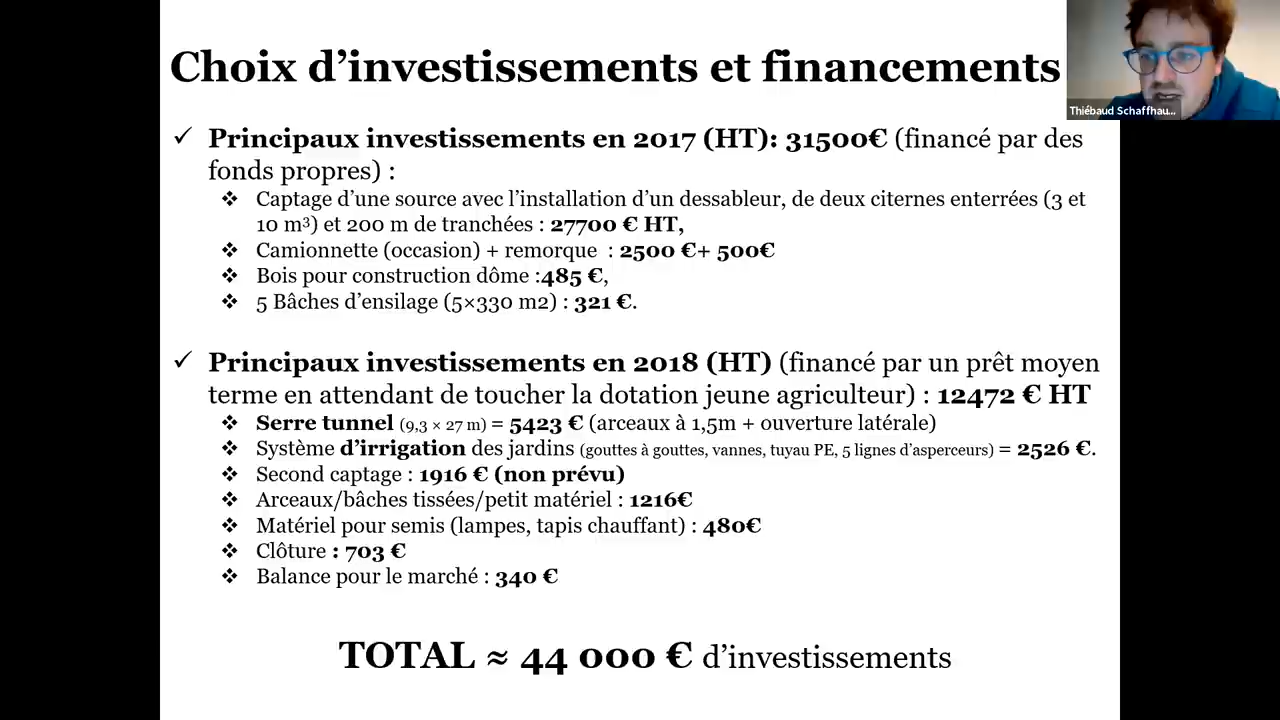 Choix d’investissements et financements
Thiébaud Schaffhau...
✓ Principaux investissements en 2017 (HT): 31500€ (financé par des
fonds propres) :
❖ Captage d’une source avec l’installation d’un dessableur, de deux citernes enterrées (3 et
10 m³) et 200 m de tranchées : 27700 € HT,
❖ Camionnette (occasion) + remorque : 2500 €+ 500€
❖ Bois pour construction dôme :485 €,
❖ 5 Bâches d’ensilage (5×330 m2) : 321 €.
✓ Principaux investissements en 2018 (HT) (financé par un prêt moyen
terme en attendant de toucher la dotation jeune agriculteur) : 12472 € HT
❖ Serre tunnel (9,3 × 27 m) = 5423 € (arceaux à 1,5m + ouverture latérale)
❖ Système d’irrigation des jardins (gouttes à gouttes, vannes, tuyau PE, 5 lignes d’asperceurs) = 2526 €.
❖ Second captage : 1916 € (non prévu)
❖ Arceaux/bâches tissées/petit matériel : 1216€
❖ Matériel pour semis (lampes, tapis chauffant) : 480€
❖ Clôture : 703 €
❖ Balance pour le marché : 340 €
TOTAL ≈ 44 000 € d’investissements